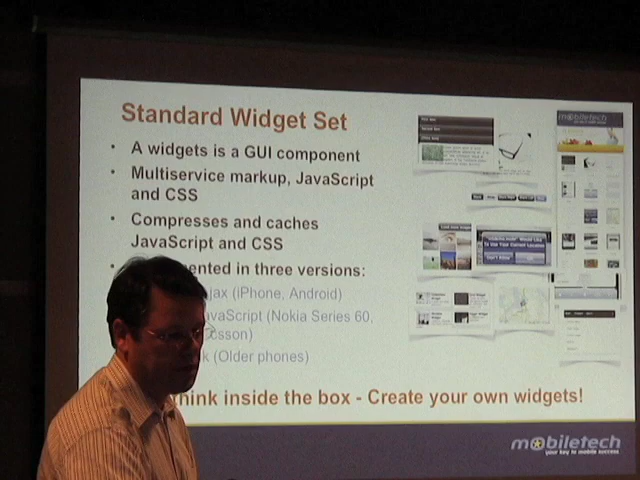 Standard Widget Set
• A widgets is a GUI component
• Multiservice markup, JavaScript
and CSS
• Compresses and caches
JavaScript and CSS
ented in three versions:
jax (iPhone, Android)
avaScript (Nokia Series 60,
csson)
k (Older phones)
hink inside the box - Create your own widgets!
mobiletech
mobiletech
your key to mobile success